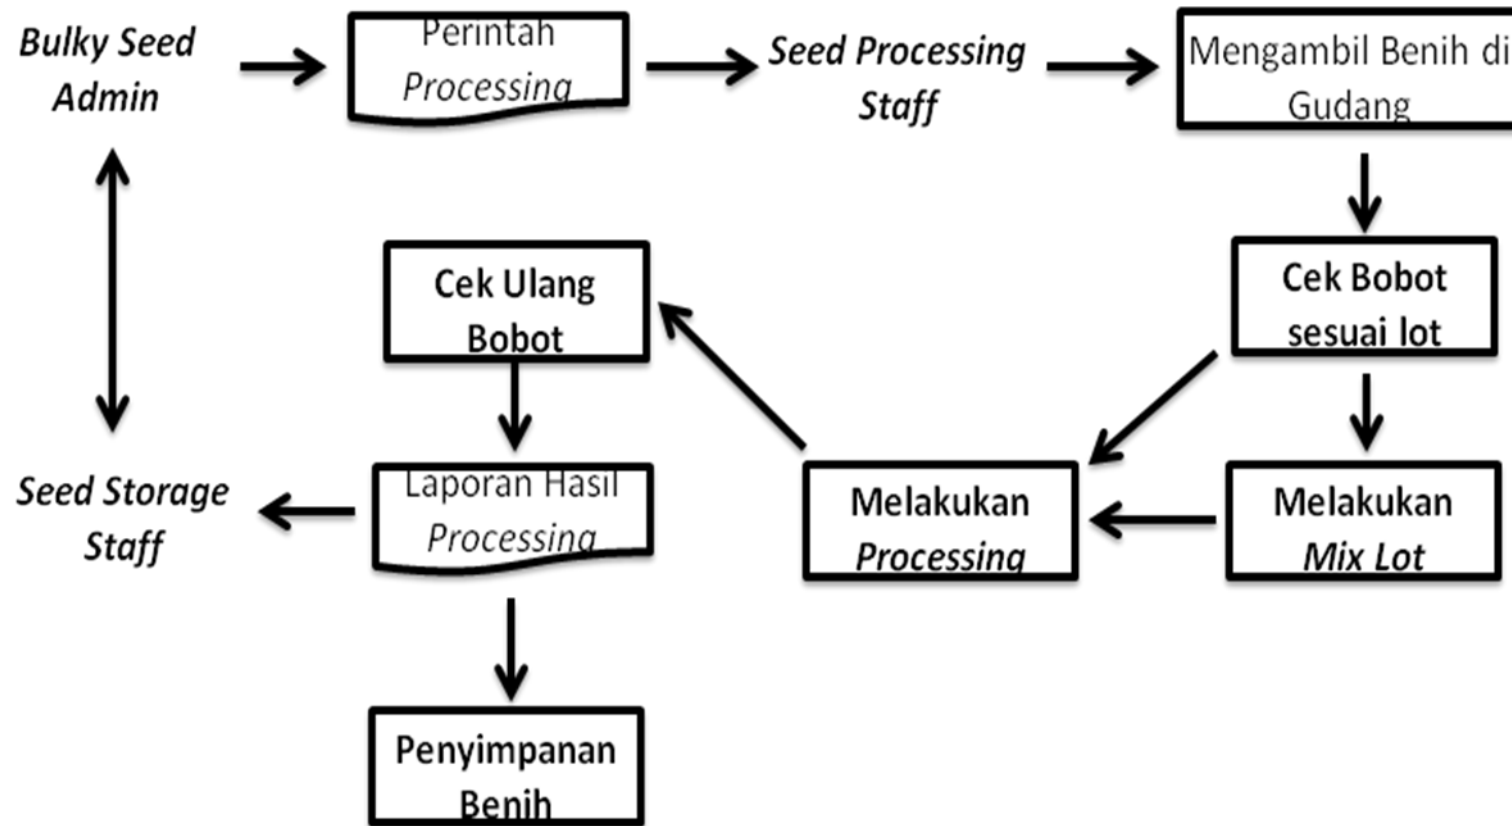 Bulky Seed
Admin
Perintah
Processing
Seed Processing
Staff
Mengambil Benih di
Gudang
Cek Ulang
Bobot
Cek Bobot
sesuai lot
Seed Storage
Staff
Laporan Hasil
Processing
Melakukan
Processing
Melakukan
Mix Lot
Penyimpanan
Benih